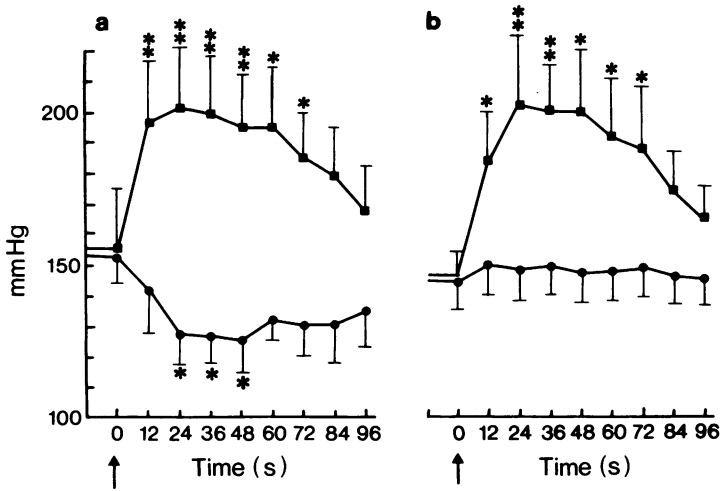 a
b
** ** ** ** * *
* ** ** * * *
200
150
100
mmHg
* * *
0 12 24 36 48 60 72 84 96
0 12 24 36 48 60 72 84 96
Time (s)
Time (s)